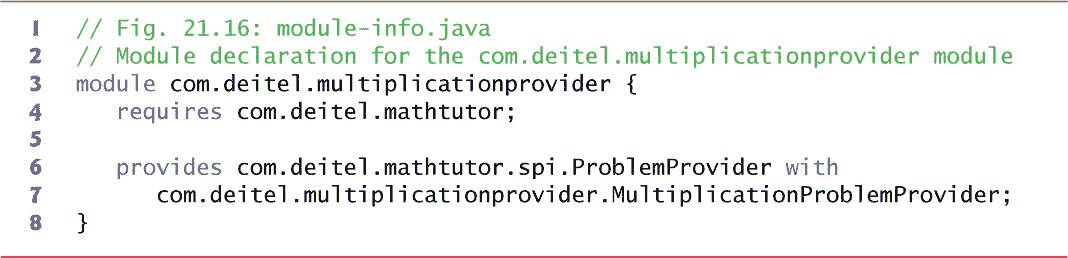 1 // Fig. 21.16: module-info.java
2 // Module declaration for the com.deitel.multiplicationprovider module
3 module com.deitel.multiplicationprovider {
4 requires com.deitel.mathtutor;
5
6 provides com.deitel.mathtutor.spi.ProblemProvider with
7 com.deitel.multiplicationprovider.MultiplicationProblemProvider;
8 }